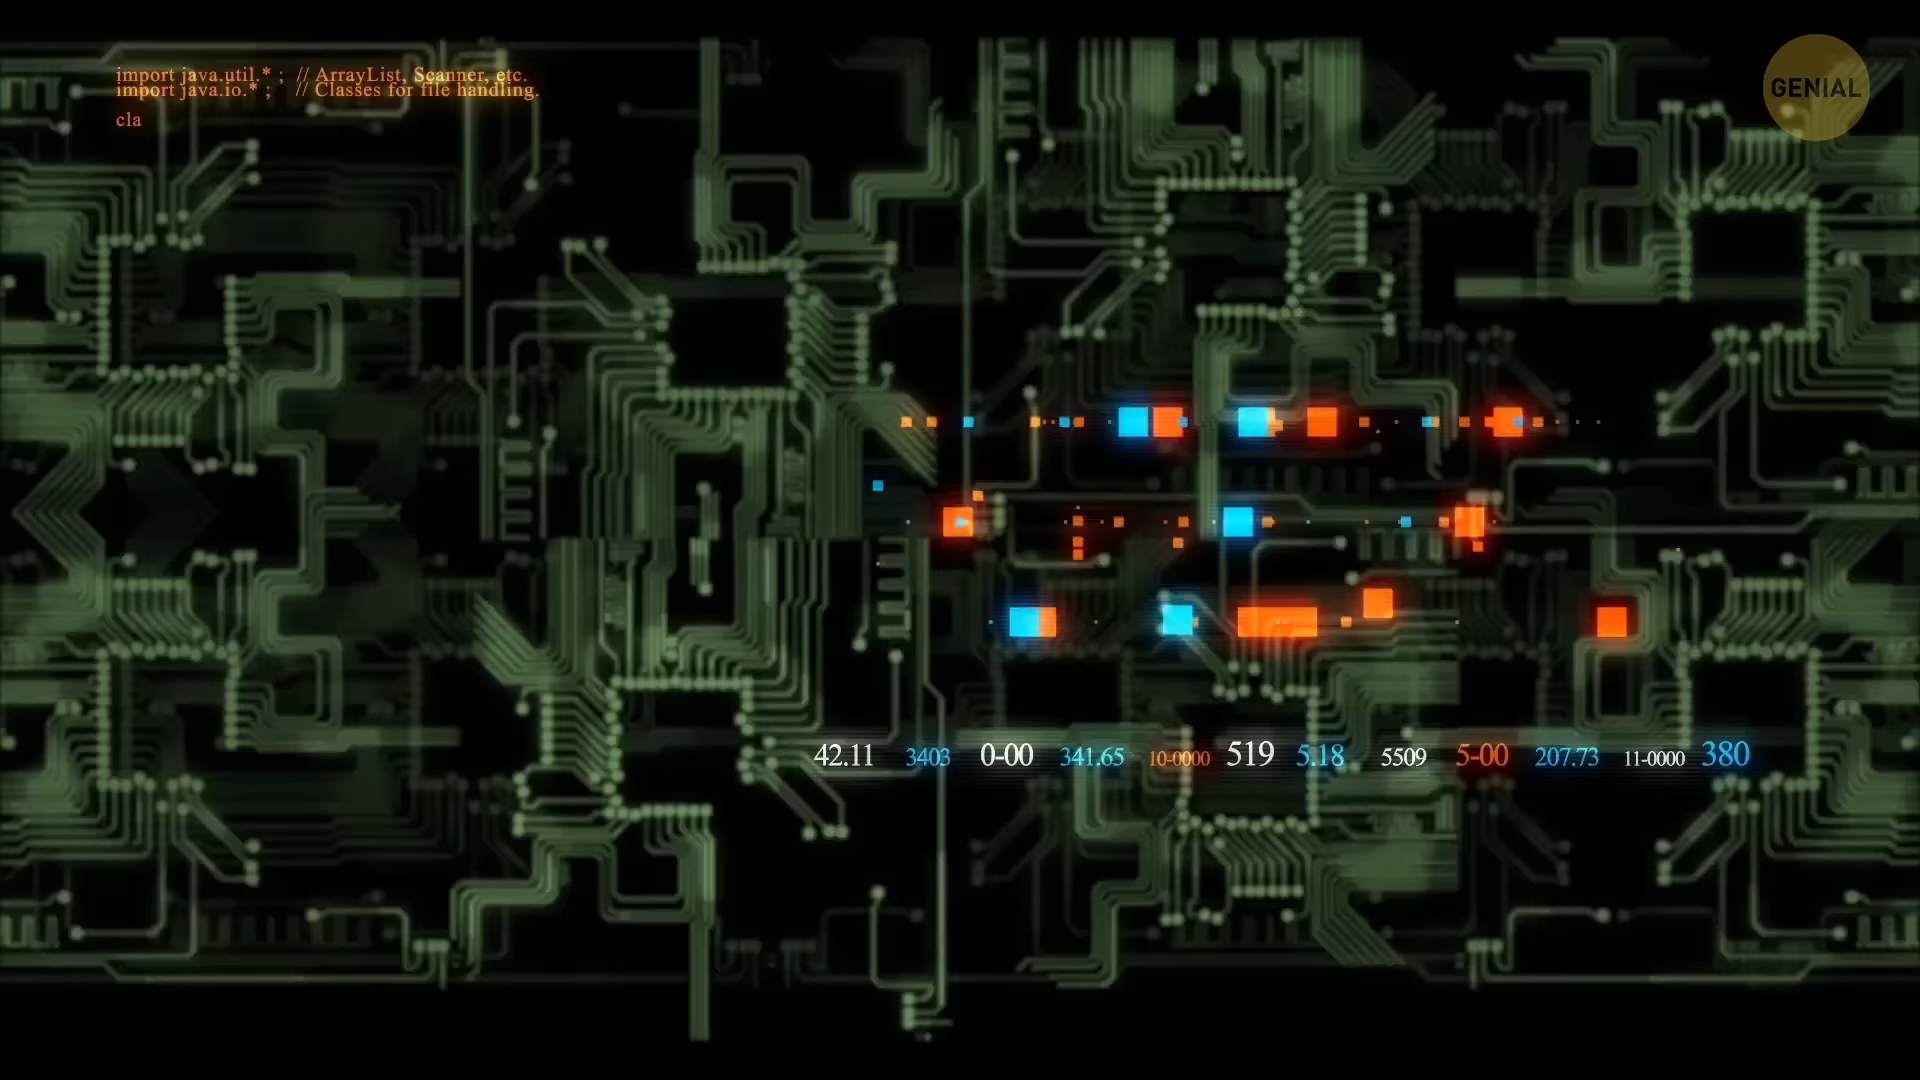 import java.util.* ;  // ArrayList, Scanner, etc.
import java.io.* ;  // Classes for file handling.
cla
GENIAL
42.11 3403 0-00 341.65 10-0000 519 5.18 5509 5-00 207.73 11-0000 380